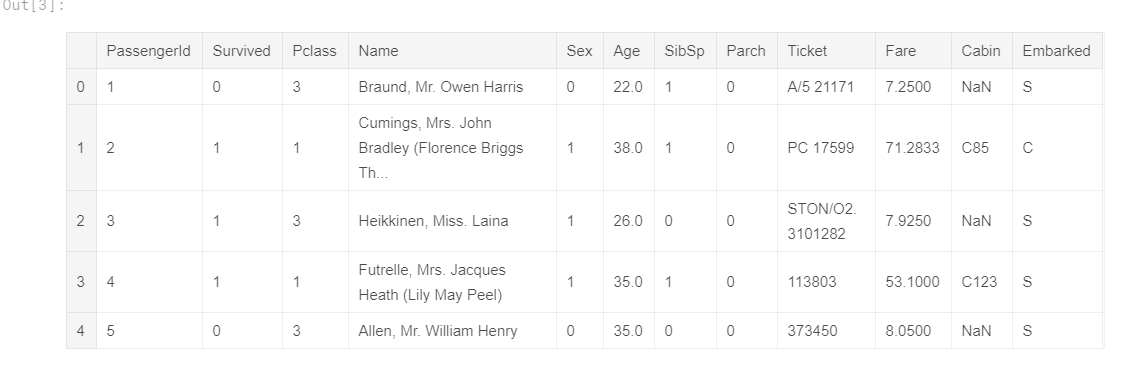 Out[3]:
PassengerId Survived Pclass Name Sex Age SibSp Parch Ticket Fare Cabin Embarked
0 1 0 3 Braund, Mr. Owen Harris 0 22.0 1 0 A/5 21171 7.2500 NaN S
1 2 1 1 Cumings, Mrs. John Bradley (Florence Briggs Th... 1 38.0 1 0 PC 17599 71.2833 C85 C
2 3 1 3 Heikkinen, Miss. Laina 1 26.0 0 0 STON/O2. 3101282 7.9250 NaN S
3 4 1 1 Futrelle, Mrs. Jacques Heath (Lily May Peel) 1 35.0 1 0 113803 53.1000 C123 S
4 5 0 3 Allen, Mr. William Henry 0 35.0 0 0 373450 8.0500 NaN S